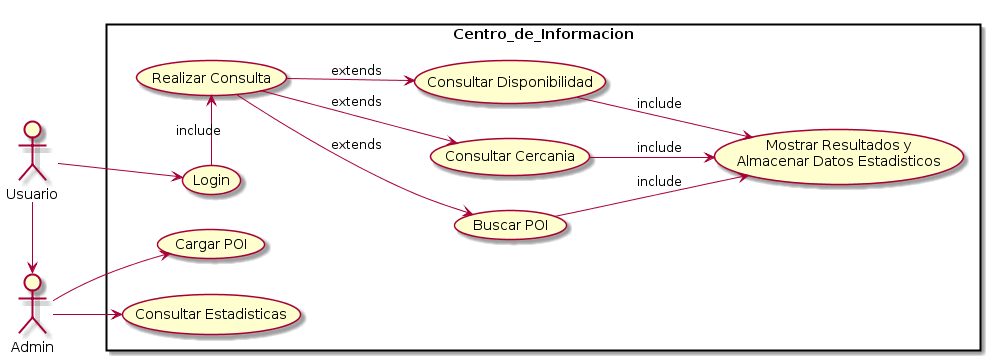 Centro_de_Informacion
Realizar Consulta
extends
Consultar Disponibilidad
extends
include
include
extends
Consultar Cercania
include
Mostrar Resultados y
Almacenar Datos Estadisticos
Usuario
Login
include
Buscar POI
Cargar POI
Consultar Estadisticas
Admin